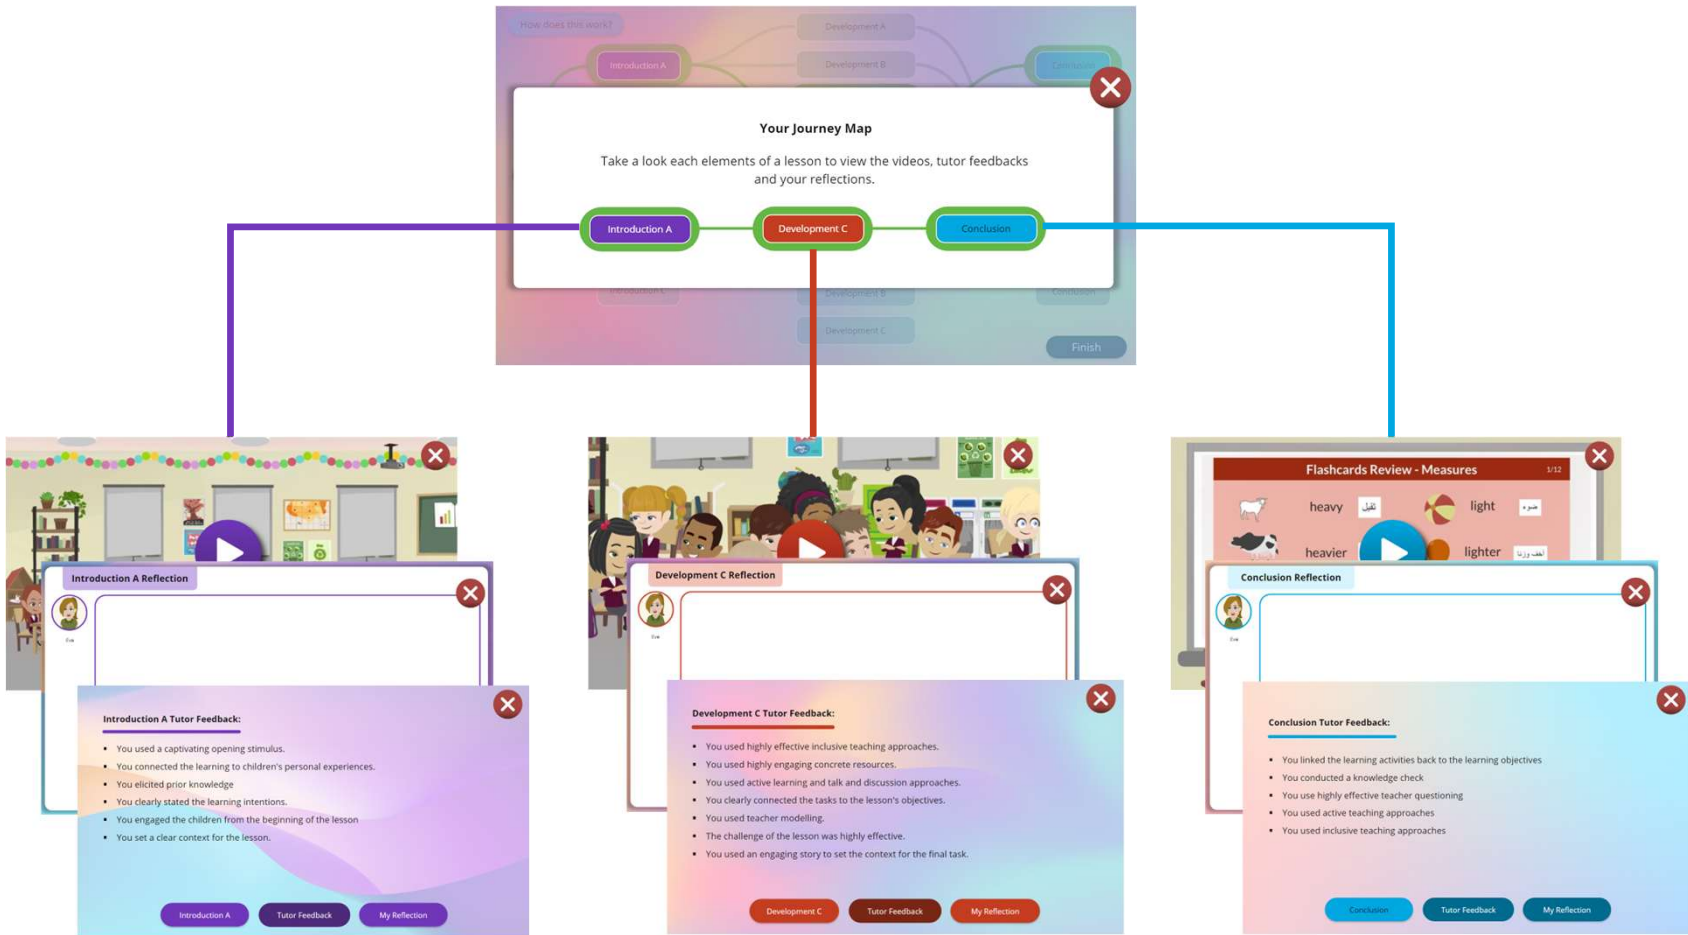 How does this work?
Development A
Introduction A
Development B
Conclusion
Your Journey Map
Take a look each elements of a lesson to view the videos, tutor feedbacks
and your reflections.
Introduction A
Development C
Conclusion
Introduction C
Development B
Conclusion
Development C
Finish
Introduction A Reflection
Eve
Introduction A Tutor Feedback:
▪ You used a captivating opening stimulus.
▪ You connected the learning to children's personal experiences.
▪ You elicited prior knowledge
▪ You clearly stated the learning intentions.
▪ You engaged the children from the beginning of the lesson
▪ You set a clear context for the lesson.
Introduction A
Tutor Feedback
My Reflection
Development C Reflection
Eve
Development C Tutor Feedback:
▪ You used highly effective inclusive teaching approaches.
▪ You used highly engaging concrete resources.
▪ You used active learning and talk and discussion approaches.
▪ You clearly connected the tasks to the lesson's objectives.
▪ You used teacher modelling.
▪ The challenge of the lesson was highly effective.
▪ You used an engaging story to set the context for the final task.
Development C
Tutor Feedback
My Reflection
Flashcards Review - Measures
1/12
heavy
ثقيل
light
ضوء
heavier
lighter
أخف وزنا
Conclusion Reflection
Eve
Conclusion Tutor Feedback:
▪ You linked the learning activities back to the learning objectives
▪ You conducted a knowledge check
▪ You use highly effective teacher questioning
▪ You used active teaching approaches
▪ You used inclusive teaching approaches
Conclusion
Tutor Feedback
My Reflection